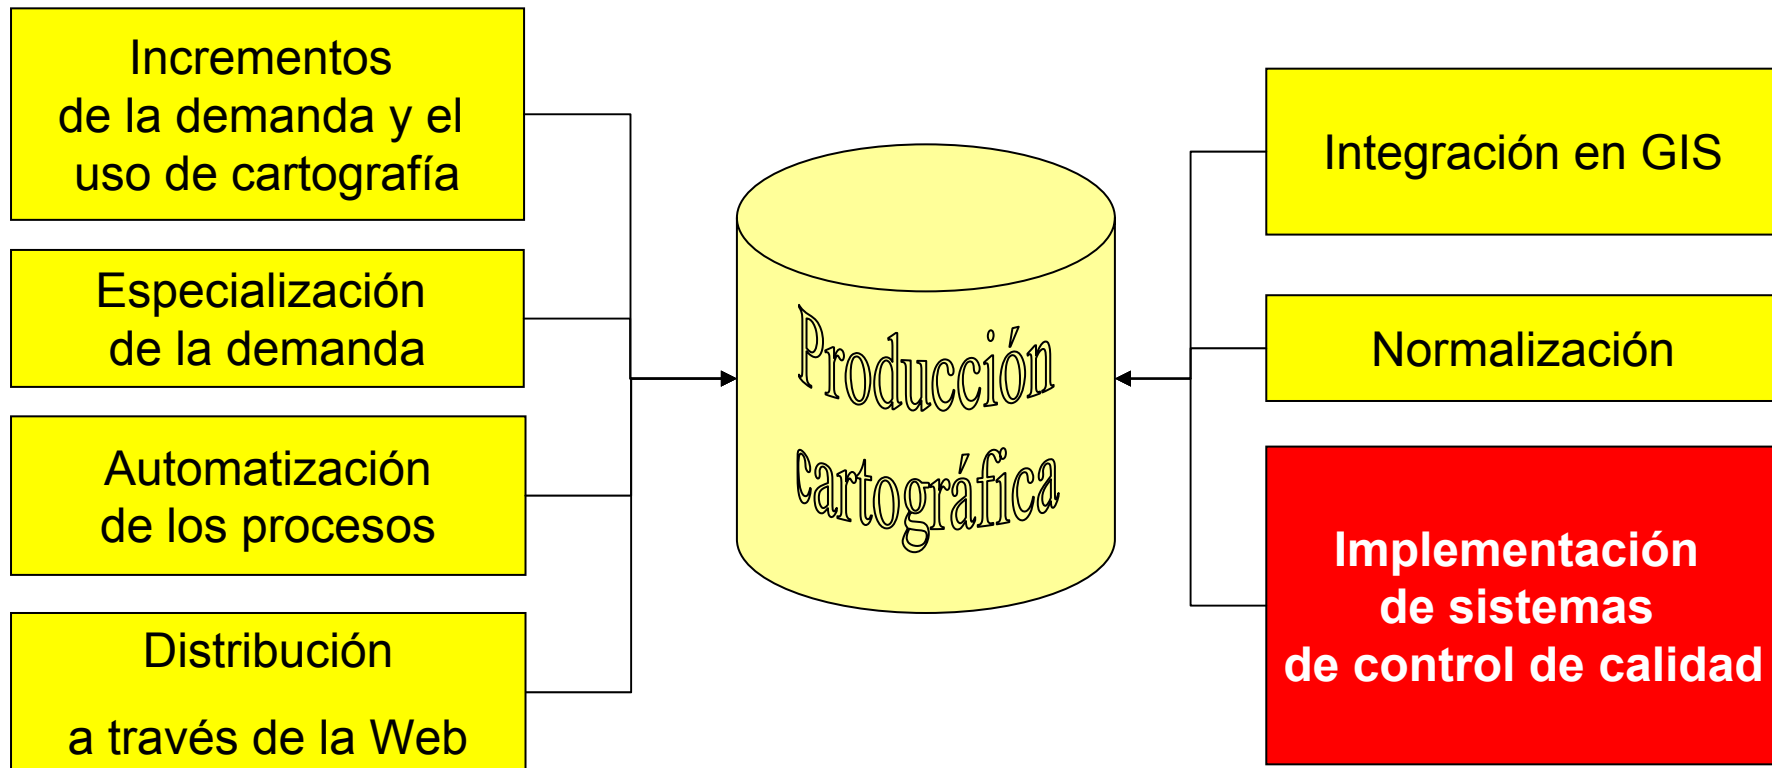 Incrementos
de la demanda y el
uso de cartografía
Especialización
de la demanda
Automatización
de los procesos
Distribución
a través de la Web
Producción
cartográfica
Integración en GIS
Normalización
Implementación
de sistemas
de control de calidad